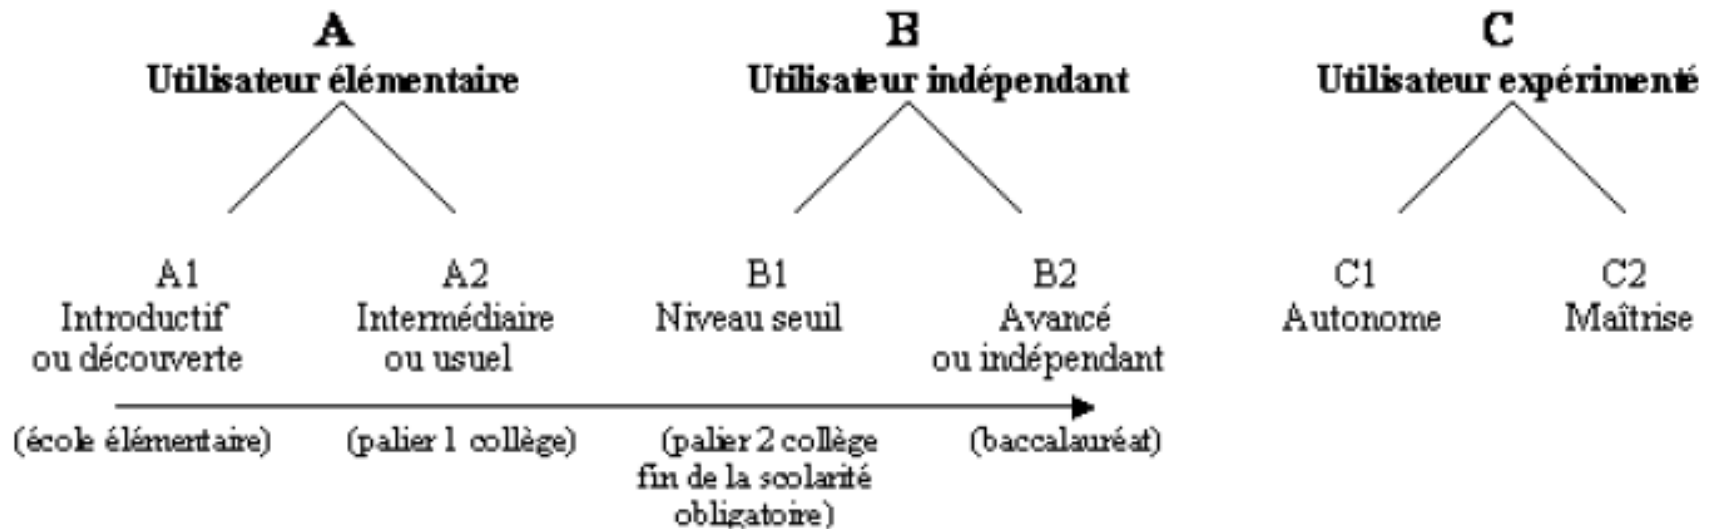 A
Utilisateur élémentaire
B
Utilisateur indépendant
C
Utilisateur expérimenté
A1
Introductif
ou découverte
A2
Intermédiaire
ou usuel
B1
Niveau seuil
B2
Avancé
ou indépendant
C1
Autonome
C2
Maîtrise
(école élémentaire)
(palier 1 collège)
(palier 2 collège
fin de la scolarité
obligatoire)
(baccalauréat)